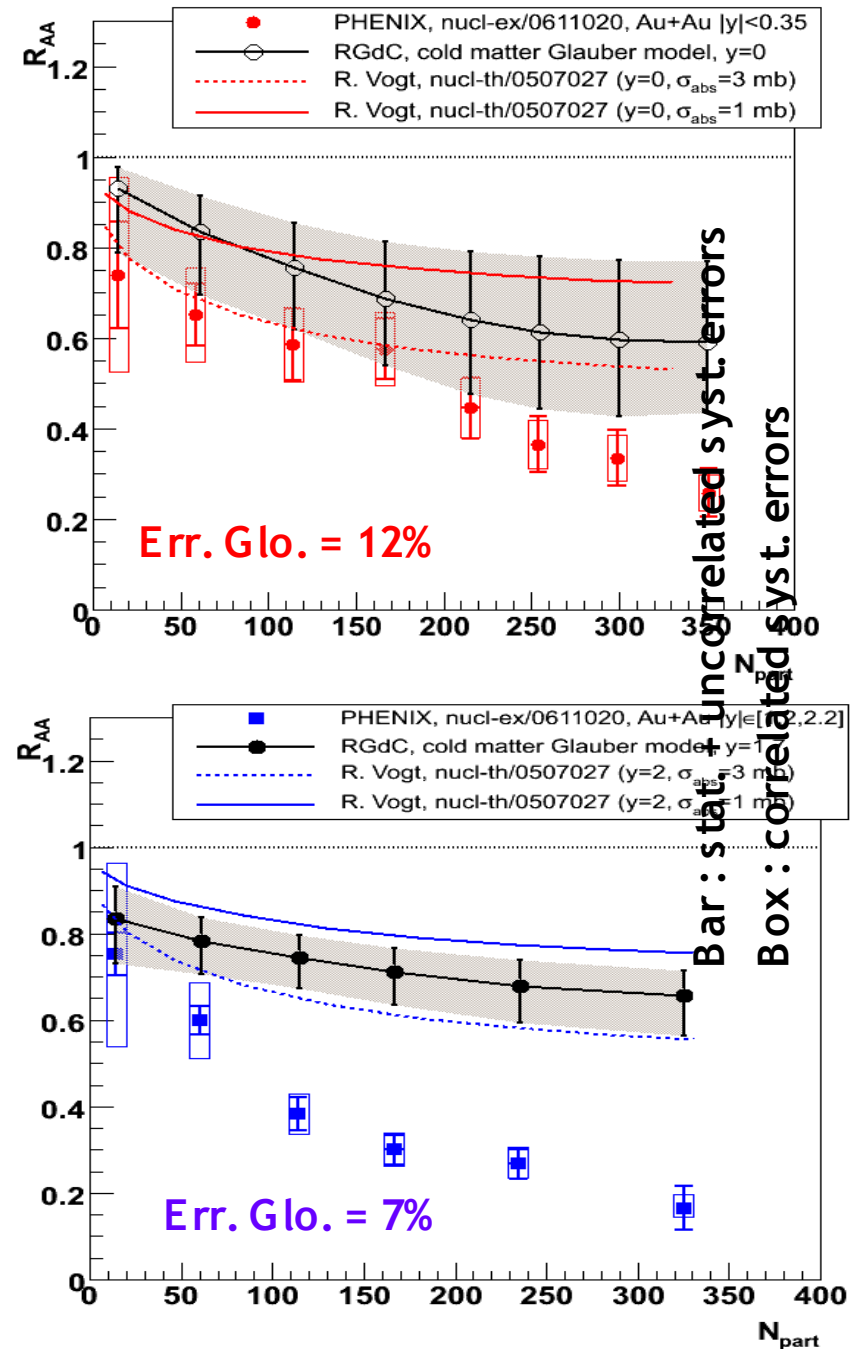 PHENIX, nucl-ex/0611020, Au+Au |y|<0.35
RGdC, cold matter Glauber model, y=0
R. Vogt, nucl-th/0507027 (y=0, σabs=3 mb)
R. Vogt, nucl-th/0507027 (y=0, σabs=1 mb)
RAA
1.2
1
0.8
0.6
0.4
0.2
0
Err. Glo. = 12%
0 50 100 150 200 250 300 350 400
Npart
Bar : stat. + uncorrelated syst. errors
Box : correlated syst. errors
PHENIX, nucl-ex/0611020, Au+Au |y|∈[1.2,2.2]
RGdC, cold matter Glauber model, y=1.7
R. Vogt, nucl-th/0507027 (y=2, σabs=3 mb)
R. Vogt, nucl-th/0507027 (y=2, σabs=1 mb)
RAA
1.2
1
0.8
0.6
0.4
0.2
0
Err. Glo. = 7%
0 50 100 150 200 250 300 350 400
Npart